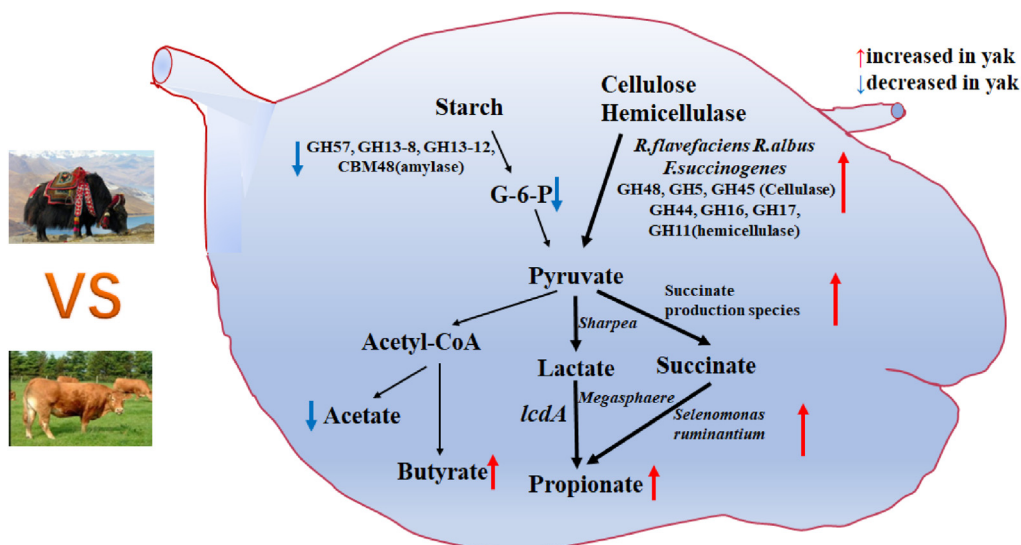 ↑increased in yak
↓decreased in yak
Cellulose
Hemicellulase
Starch
GH57, GH13-8, GH13-12,
CBM48(amylase)
R.flavefaciens R.albus
F.succinogenes
GH48, GH5, GH45 (Cellulase)
GH44, GH16, GH17,
GH11(hemicellulase)
G-6-P
VS
Pyruvate
Succinate
production species
Sharpea
Acetyl-CoA
Lactate
Succinate
Megasphaere
lcdA
Selenomonas
ruminantium
Acetate
Butyrate
Propionate